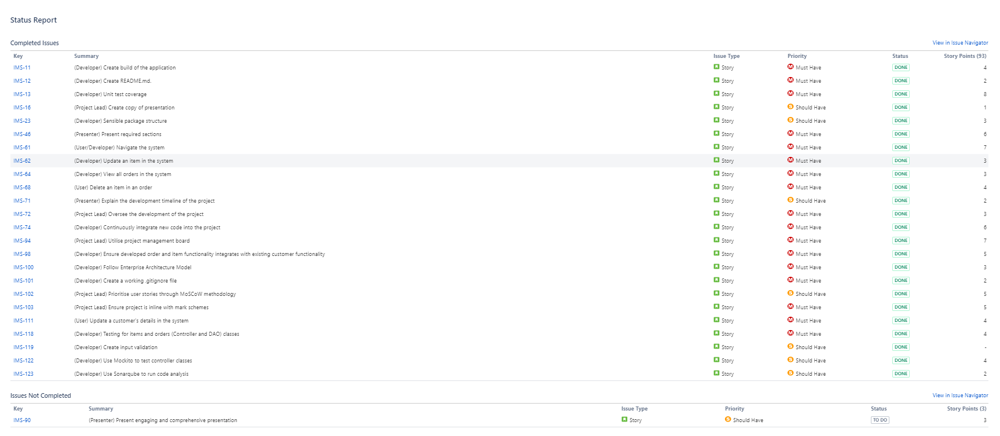 Status Report
Completed Issues View in Issue Navigator
Key Summary Issue Type Priority Status Story Points (93)
IMS-11 (Developer) Create build of the application Story M Must Have DONE 4
IMS-12 (Developer) Create README.md. Story M Must Have DONE 2
IMS-13 (Developer) Unit test coverage Story M Must Have DONE 8
IMS-16 (Project Lead) Create copy of presentation Story S Should Have DONE 1
IMS-23 (Developer) Sensible package structure Story S Should Have DONE 3
IMS-46 (Presenter) Present required sections Story M Must Have DONE 6
IMS-61 (User/Developer) Navigate the system Story M Must Have DONE 7
IMS-62 (Developer) Update an item in the system Story M Must Have DONE 3
IMS-64 (Developer) View all orders in the system Story M Must Have DONE 3
IMS-68 (User) Delete an item in an order Story M Must Have DONE 4
IMS-71 (Presenter) Explain the development timeline of the project Story S Should Have DONE 2
IMS-72 (Project Lead) Oversee the development of the project Story M Must Have DONE 3
IMS-74 (Developer) Continuously integrate new code into the project Story M Must Have DONE 6
IMS-94 (Project Lead) Utilise project management board Story M Must Have DONE 7
IMS-98 (Developer) Ensure developed order and item functionality integrates with existing customer functionality Story M Must Have DONE 5
IMS-100 (Developer) Follow Enterprise Architecture Model Story M Must Have DONE 3
IMS-101 (Developer) Create a working .gitignore file Story M Must Have DONE 2
IMS-102 (Project Lead) Prioritise user stories through MoSCoW methodology Story S Should Have DONE 5
IMS-103 (Project Lead) Ensure project is inline with mark schemes Story M Must Have DONE 5
IMS-111 (User) Update a customer's details in the system Story M Must Have DONE 4
IMS-118 (Developer) Testing for items and orders (Controller and DAO) classes Story M Must Have DONE 4
IMS-119 (Developer) Create input validation Story S Should Have DONE -
IMS-122 (Developer) Use Mockito to test controller classes Story S Should Have DONE 4
IMS-123 (Developer) Use Sonarqube to run code analysis Story S Should Have DONE 2
Issues Not Completed View in Issue Navigator
Key Summary Issue Type Priority Status Story Points (3)
IMS-90 (Presenter) Present engaging and comprehensive presentation Story S Should Have TO DO 3